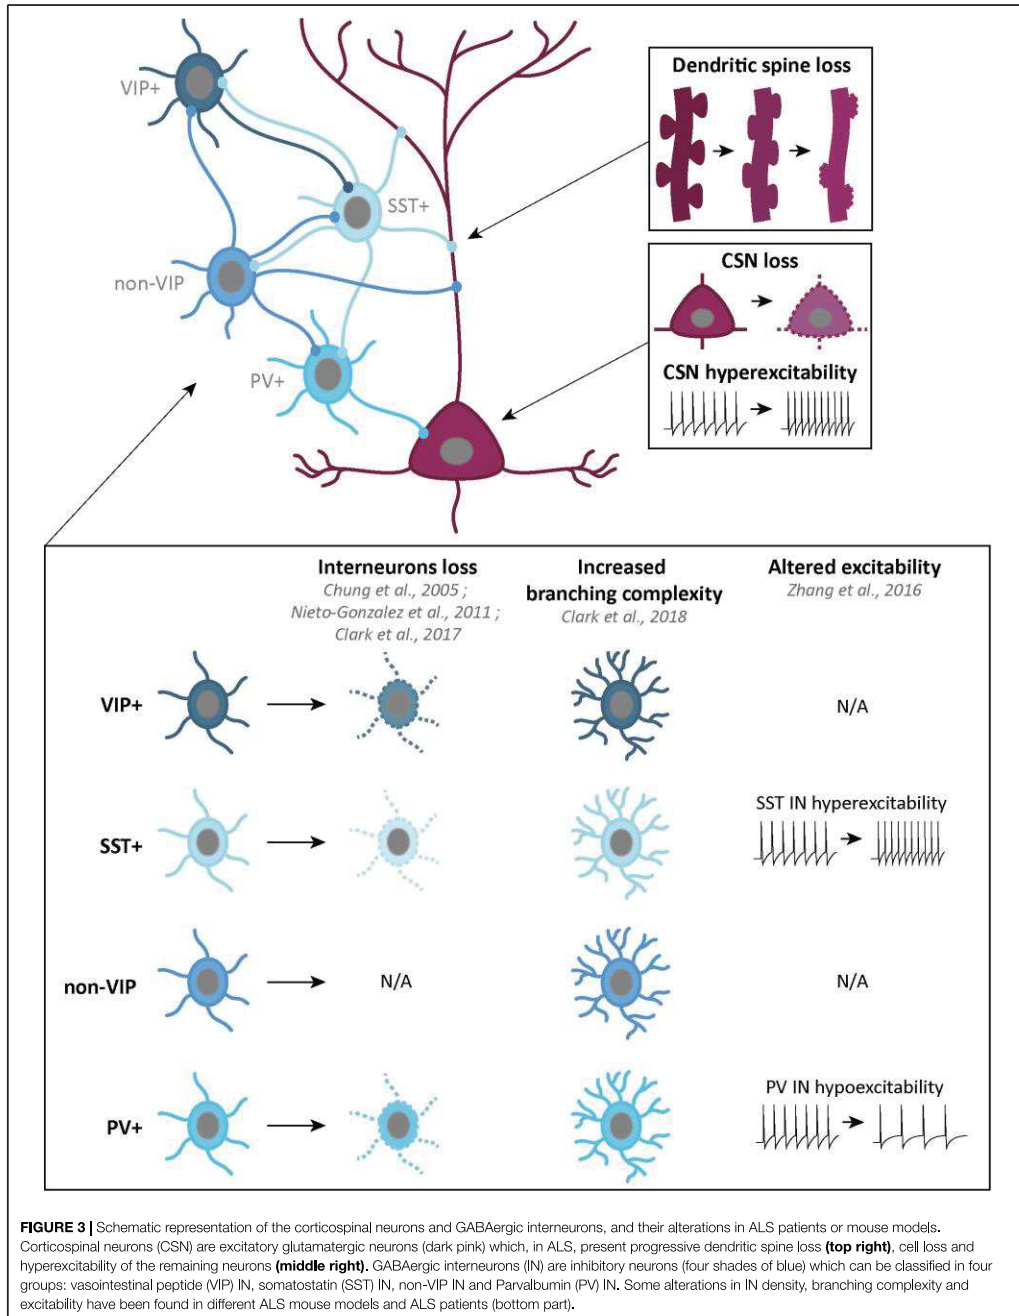 VIP+
SST+
non-VIP
PV+
Dendritic spine loss
CSN loss
CSN hyperexcitability
Interneurons loss
Chung et al., 2005 ;
Nieto-Gonzalez et al., 2011 ;
Clark et al., 2017
Increased
branching complexity
Clark et al., 2018
Altered excitability
Zhang et al., 2016
VIP+
N/A
SST+
SST IN hyperexcitability
non-VIP
N/A
N/A
PV+
PV IN hypoexcitability
FIGURE 3 | Schematic representation of the corticospinal neurons and GABAergic interneurons, and their alterations in ALS patients or mouse models.
Corticospinal neurons (CSN) are excitatory glutamatergic neurons (dark pink) which, in ALS, present progressive dendritic spine loss (top right), cell loss and
hyperexcitability of the remaining neurons (middle right). GABAergic interneurons (IN) are inhibitory neurons (four shades of blue) which can be classified in four
groups: vasointestinal peptide (VIP) IN, somatostatin (SST) IN, non-VIP IN and Parvalbumin (PV) IN. Some alterations in IN density, branching complexity and
excitability have been found in different ALS mouse models and ALS patients (bottom part).